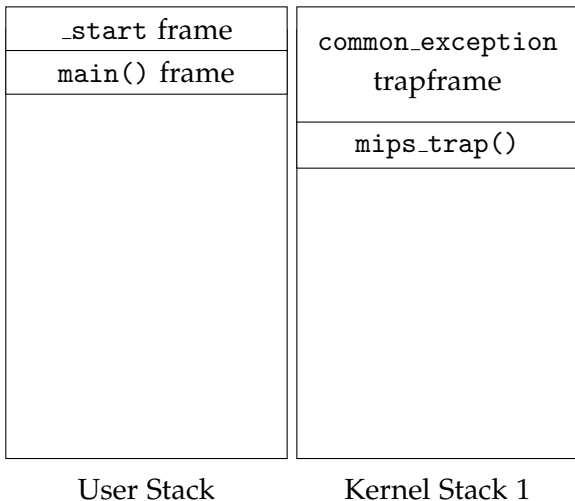 _start frame
main() frame
common_exception
trapframe
mips_trap()
User Stack
Kernel Stack 1